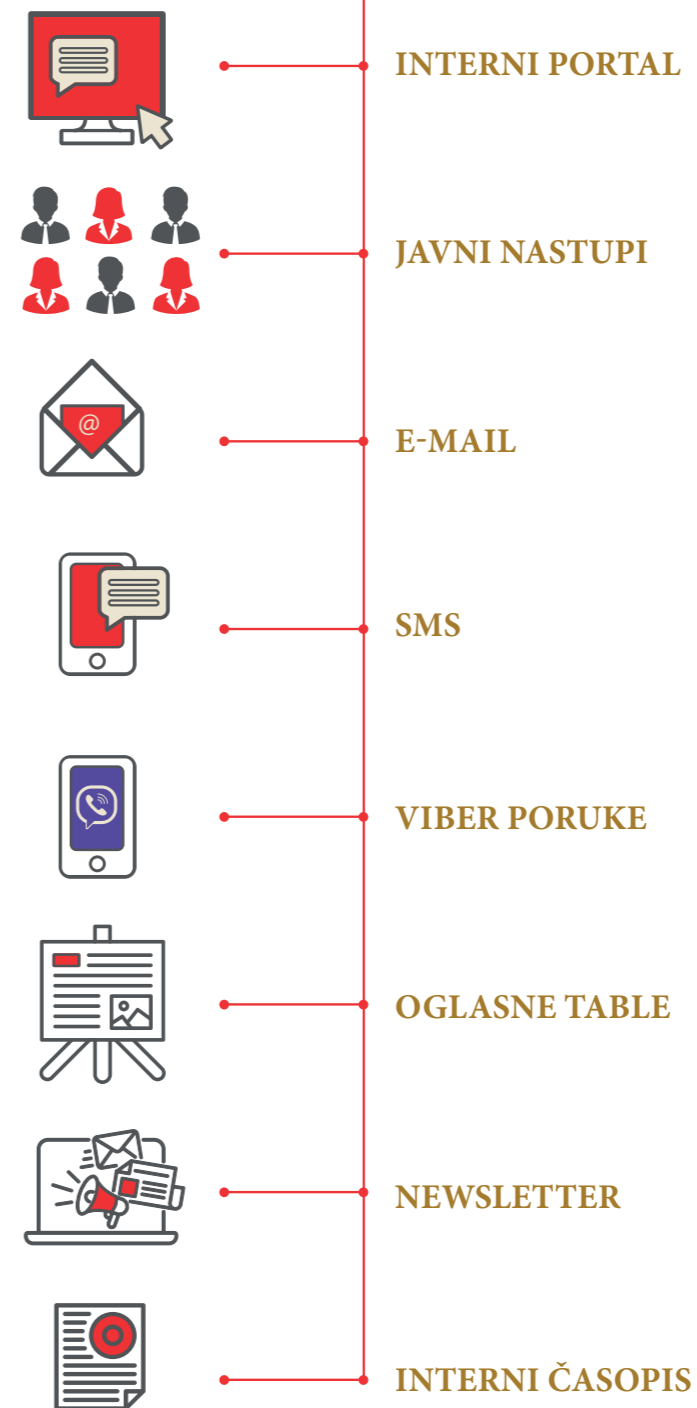 INTERNI PORTAL
JAVNI NASTUPI
@
E-MAIL
SMS
VIBER PORUKE
OGLASNE TABLE
NEWSLETTER
INTERNI ČASOPIS